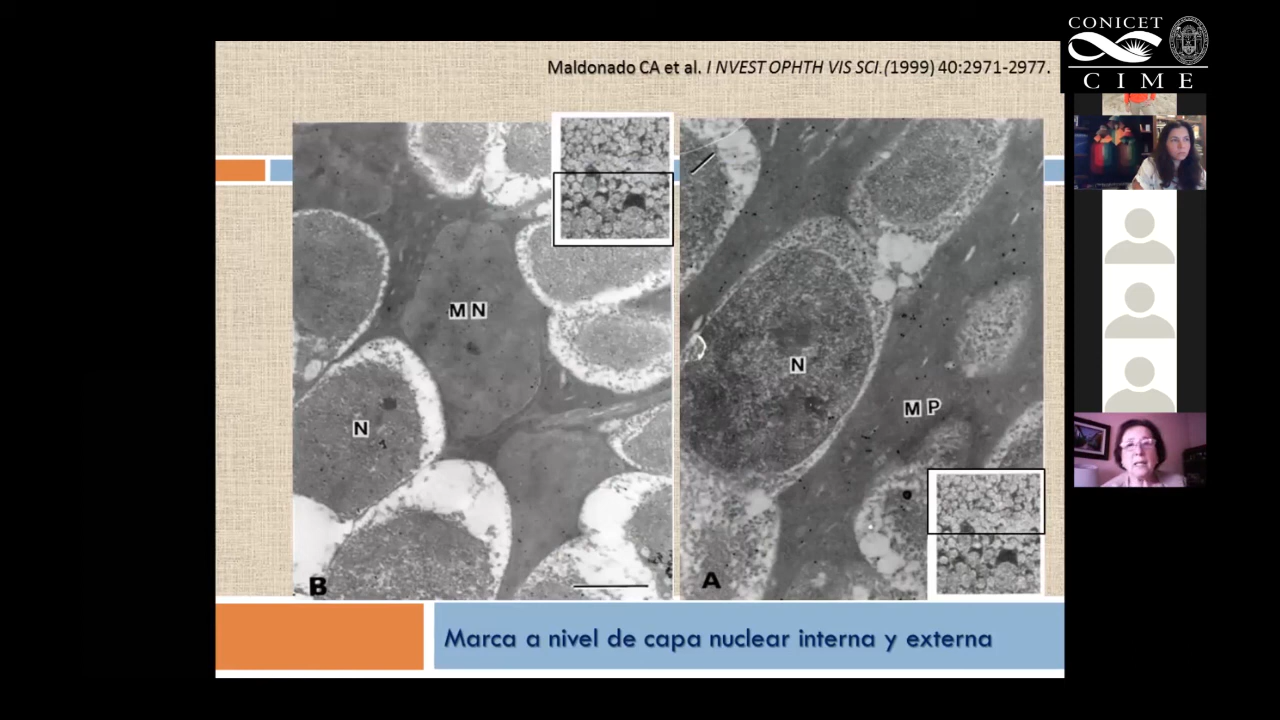 Maldonado CA et al. I NVEST OPHTH VIS SCI.(1999) 40:2971-2977.
CONICET
CIME
MN
N
B
N
MP
A
Marca a nivel de capa nuclear interna y externa